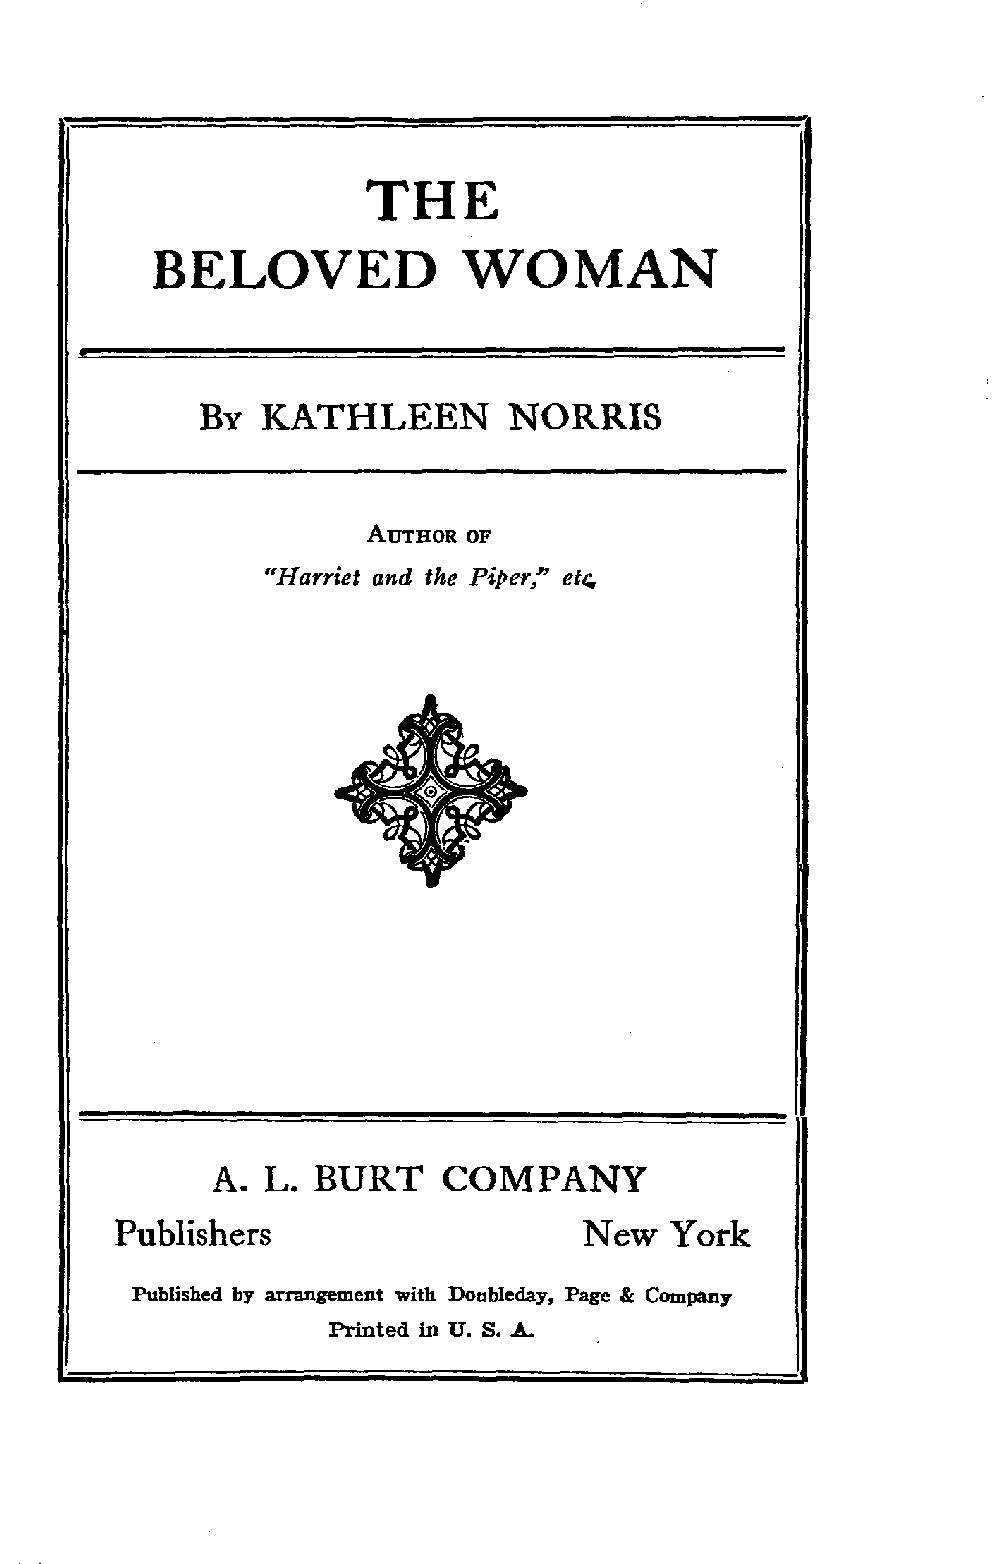 THE
BELOVED WOMAN
By KATHLEEN NORRIS
Author of
"Harriet and the Piper," etc.
A. L. BURT COMPANY
Publishers New York
Published by arrangement with Doubleday, Page & Company
Printed in U. S. A.